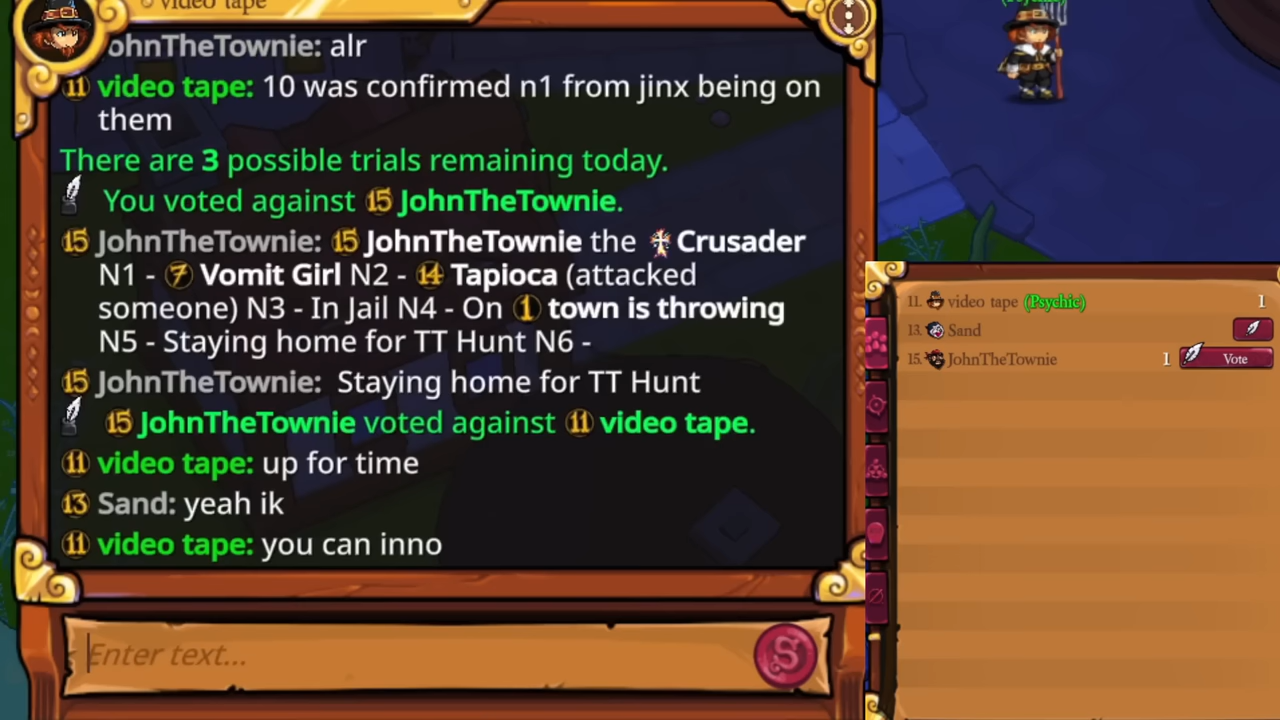 video tape
(Psychic)
JohnTheTownie: alr
11 video tape: 10 was confirmed n1 from jinx being on
them
There are 3 possible trials remaining today.
You voted against 15 JohnTheTownie.
15 JohnTheTownie: 15 JohnTheTownie the Crusader
N1 - 7 Vomit Girl N2 - 14 Tapioca (attacked
someone) N3 - In Jail N4 - On 1 town is throwing
N5 - Staying home for TT Hunt N6 -
15 JohnTheTownie: Staying home for TT Hunt
15 JohnTheTownie voted against 11 video tape.
11 video tape: up for time
13 Sand: yeah ik
11 video tape: you can inno
Enter text...
S
11. video tape (Psychic) 1
13. Sand
15. JohnTheTownie 1 Vote